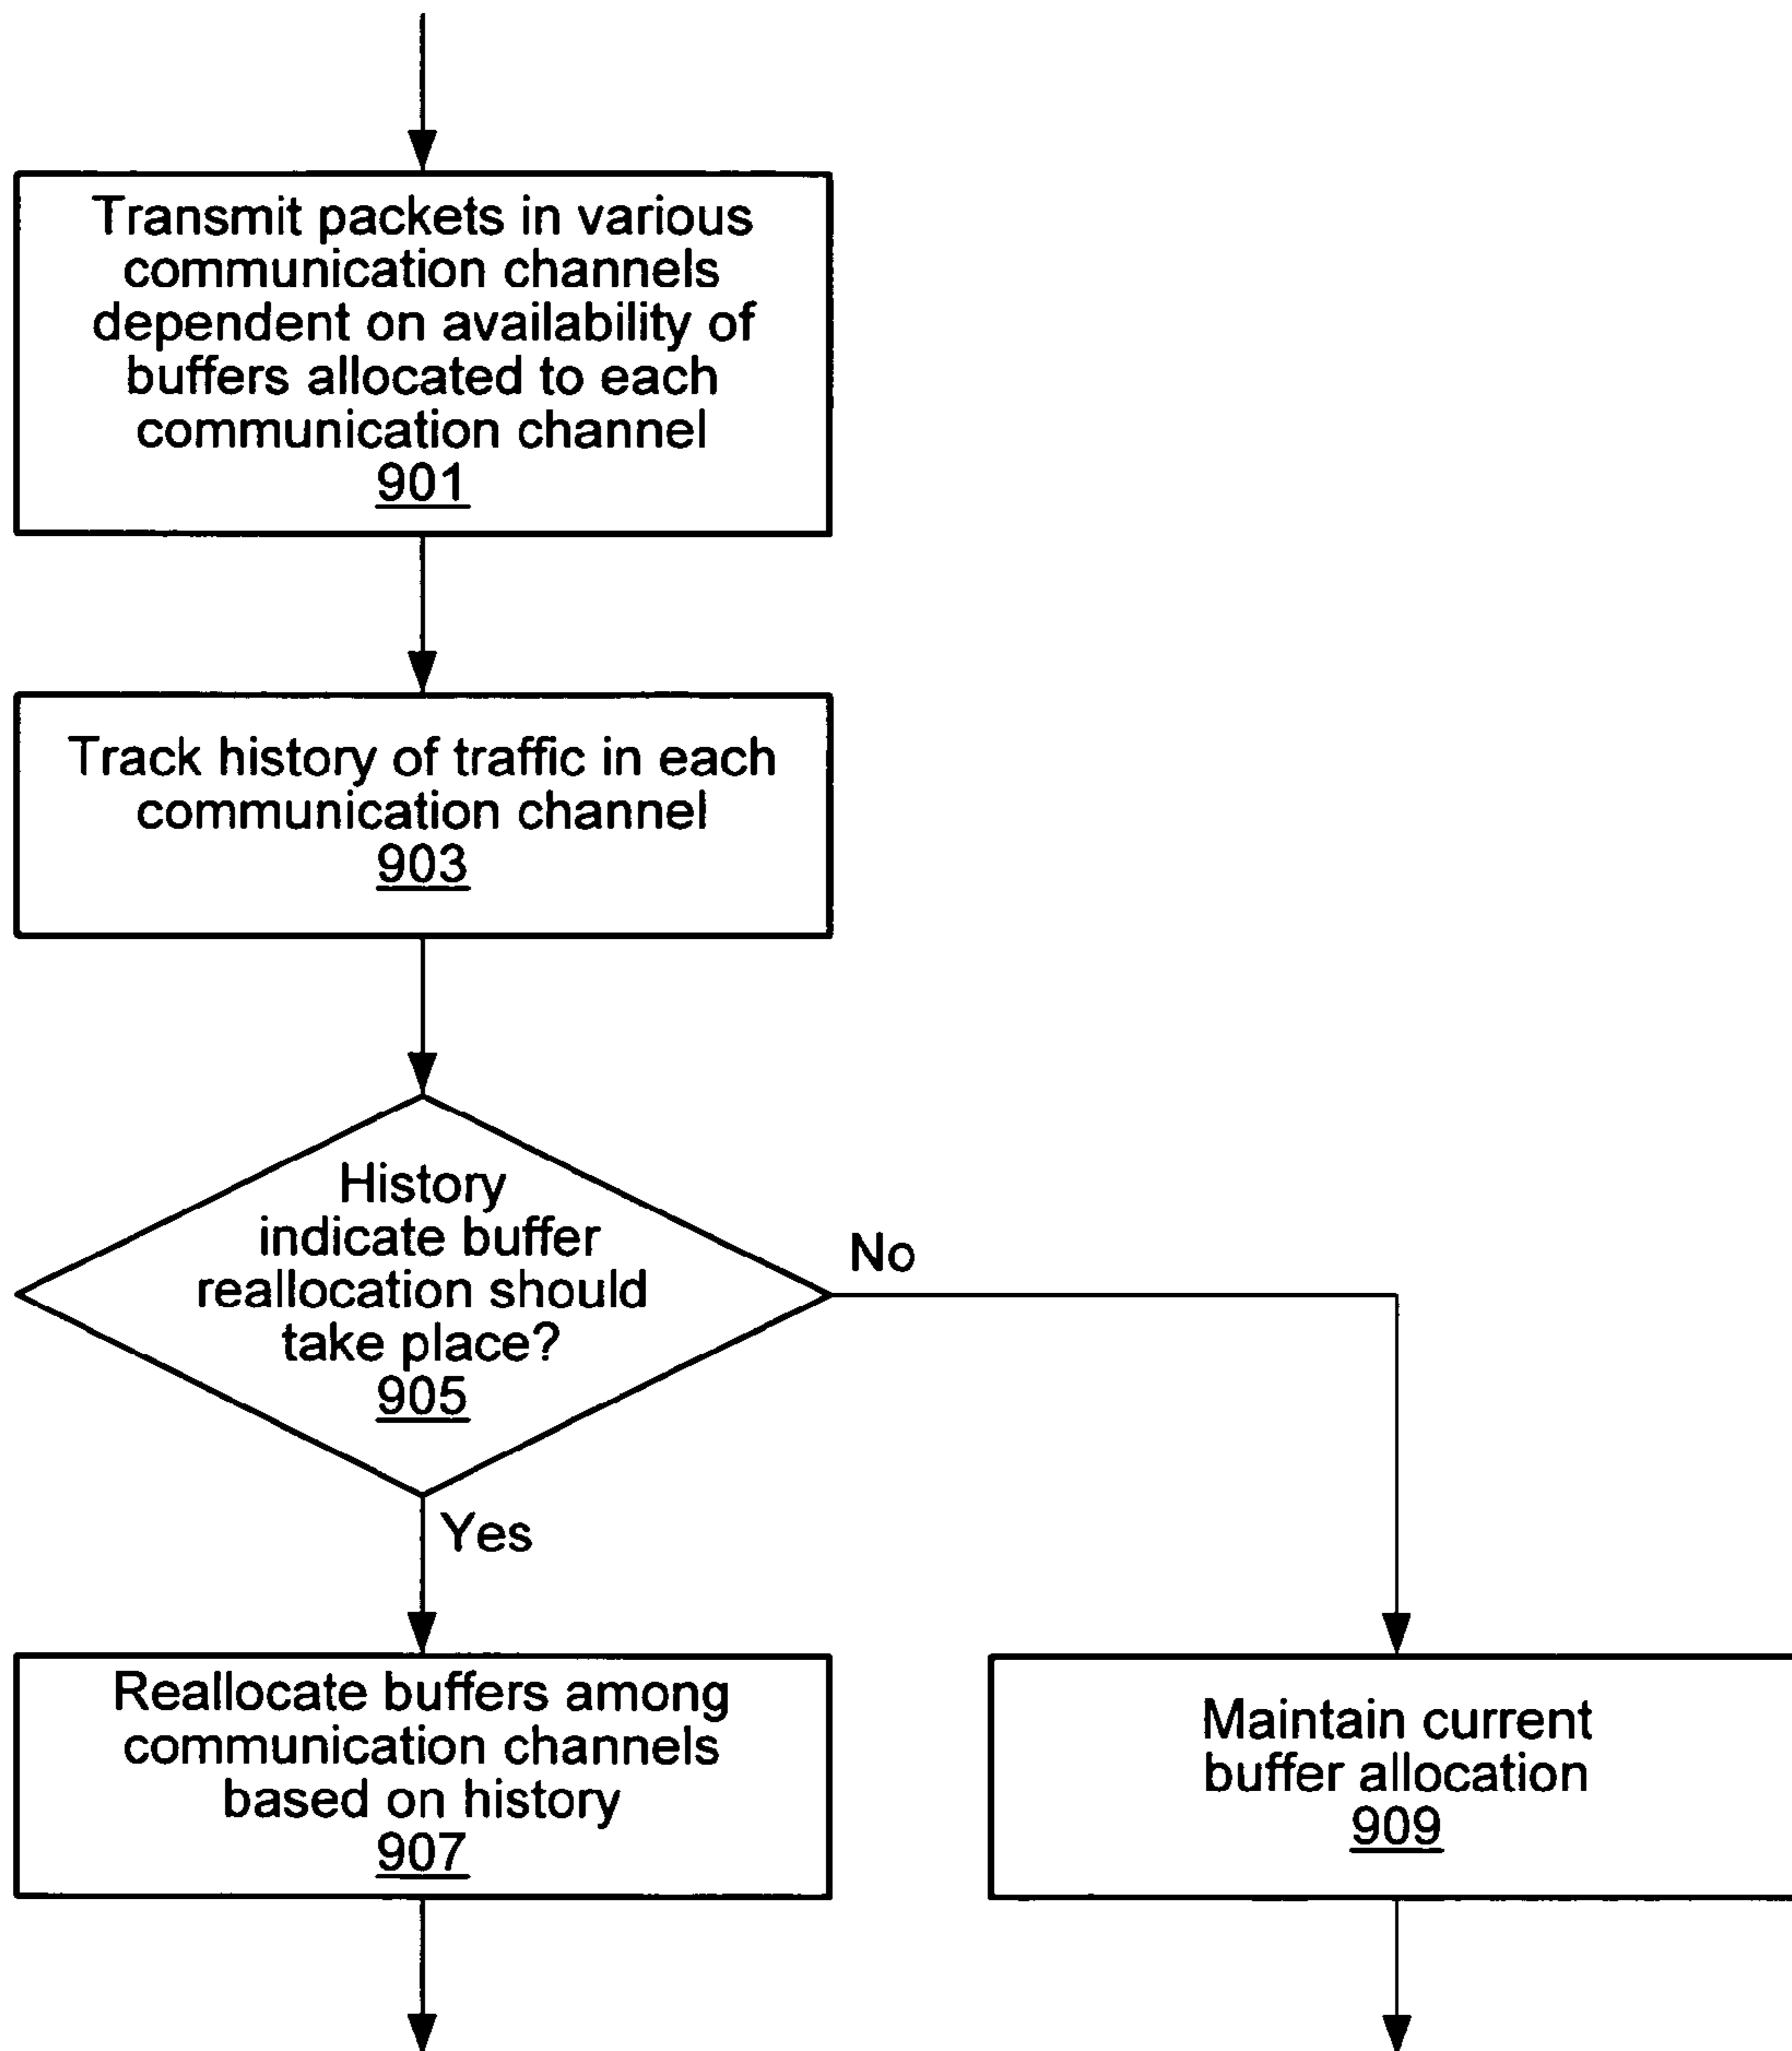 Transmit packets in various
communication channels
dependent on availability of
buffers allocated to each
communication channel
901
Track history of traffic in each
communication channel
903
History
indicate buffer
reallocation should
take place?
905
No
Yes
Reallocate buffers among
communication channels
based on history
907
Maintain current
buffer allocation
909